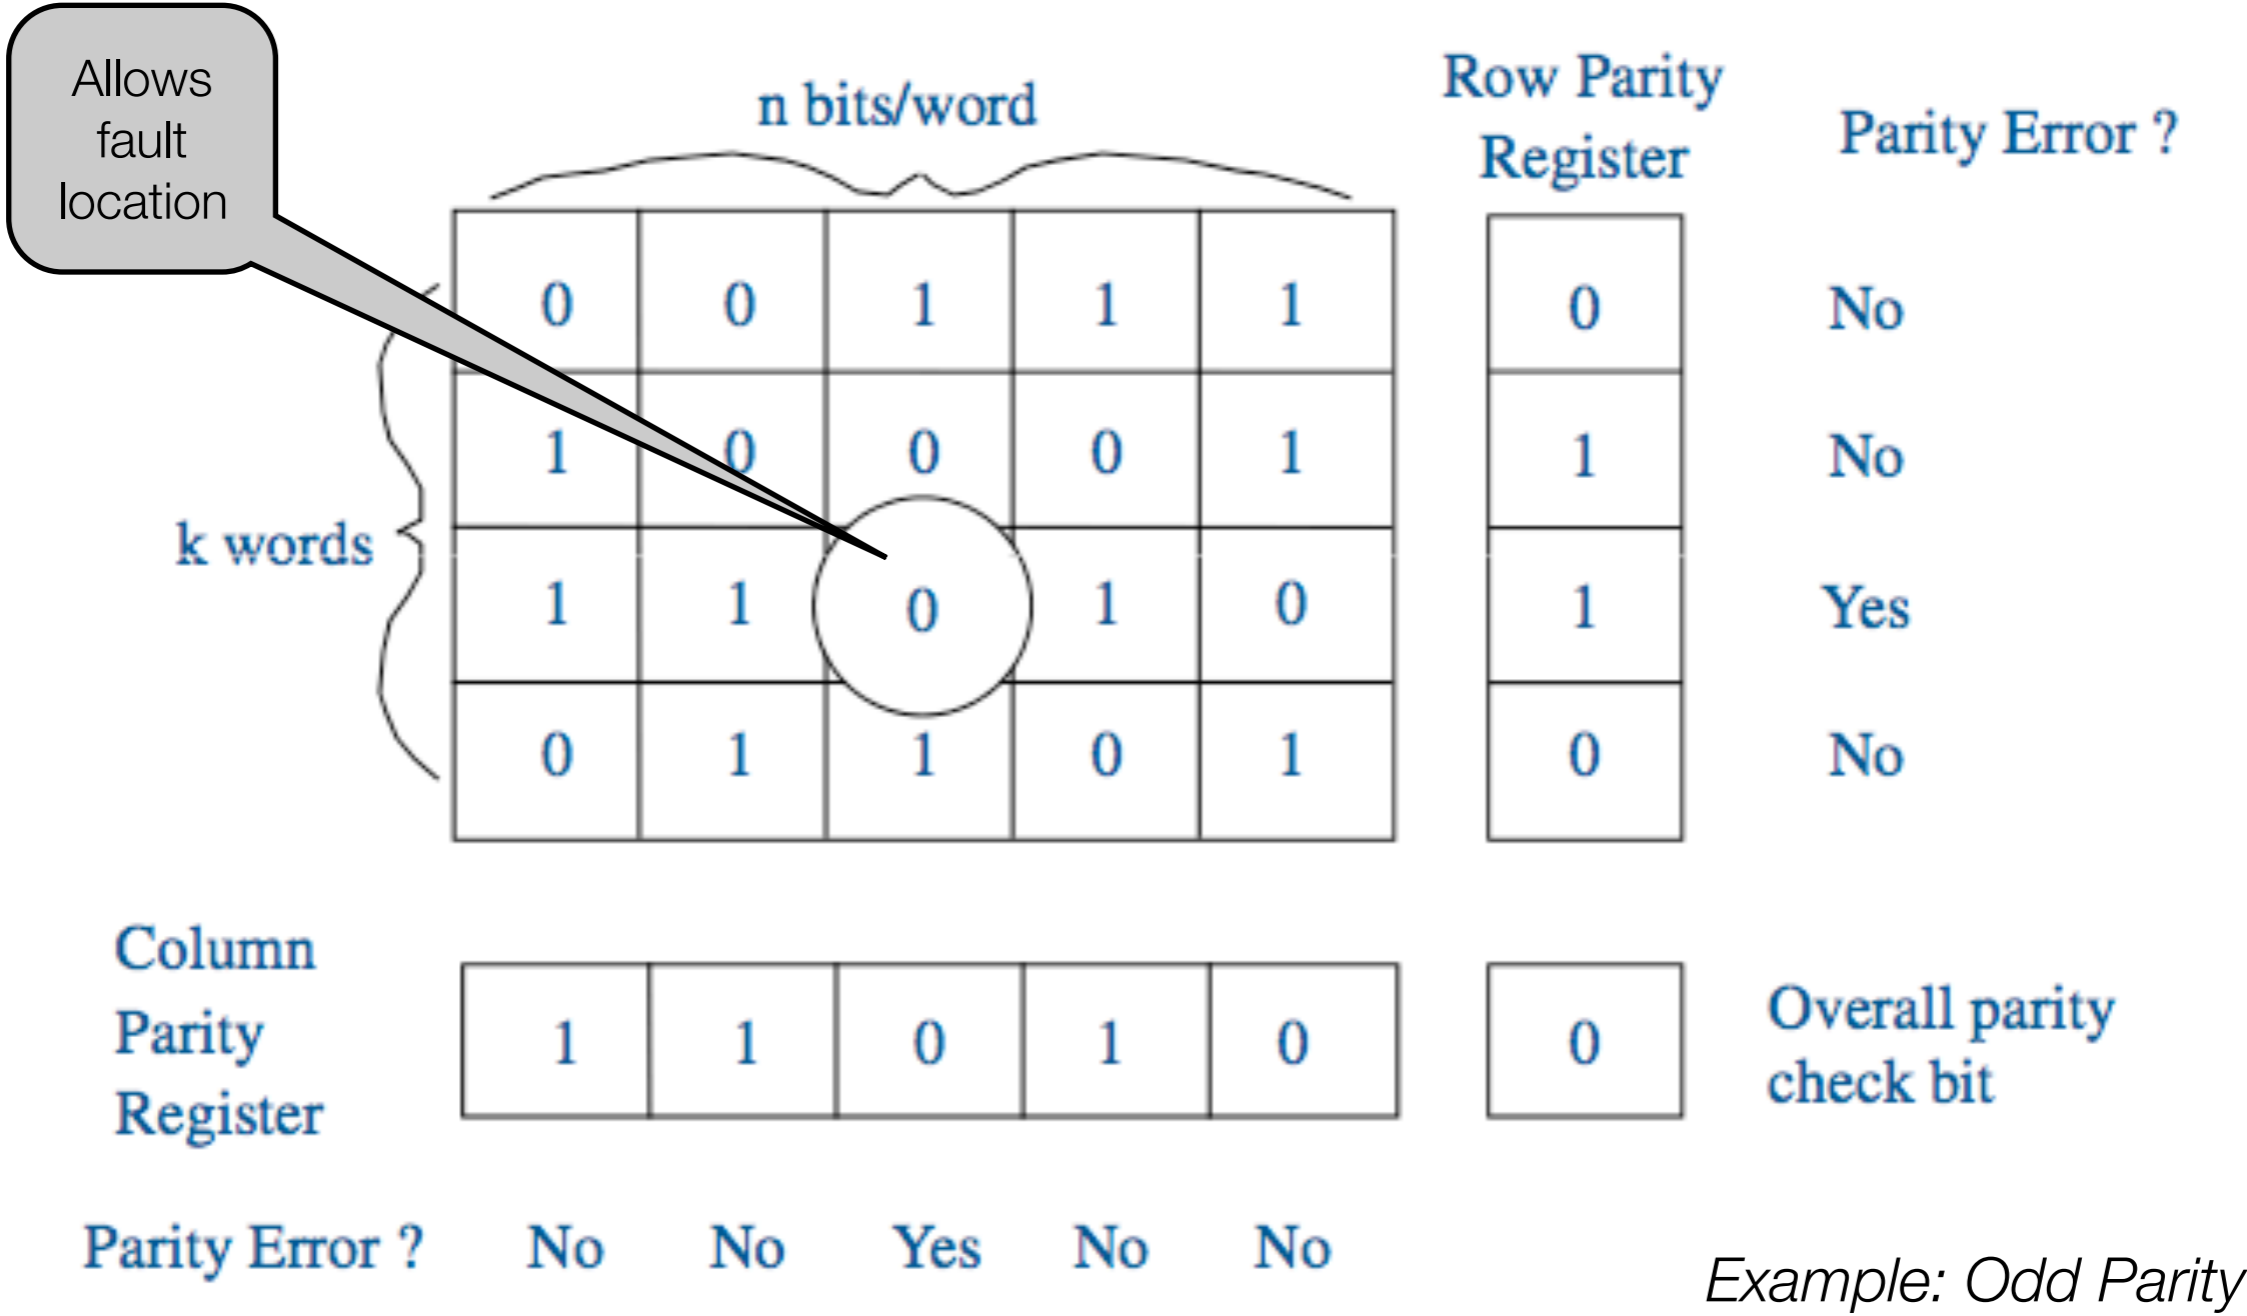 Allows
fault
location
n bits/word
Row Parity
Register
Parity Error ?
0 0 1 1 1 0 No
1 0 0 0 1 1 No
k words
1 1 0 1 0 1 Yes
0 1 1 0 1 0 No
Column
Parity
Register
1 1 0 1 0 0
Overall parity
check bit
Parity Error ? No No Yes No No
Example: Odd Parity